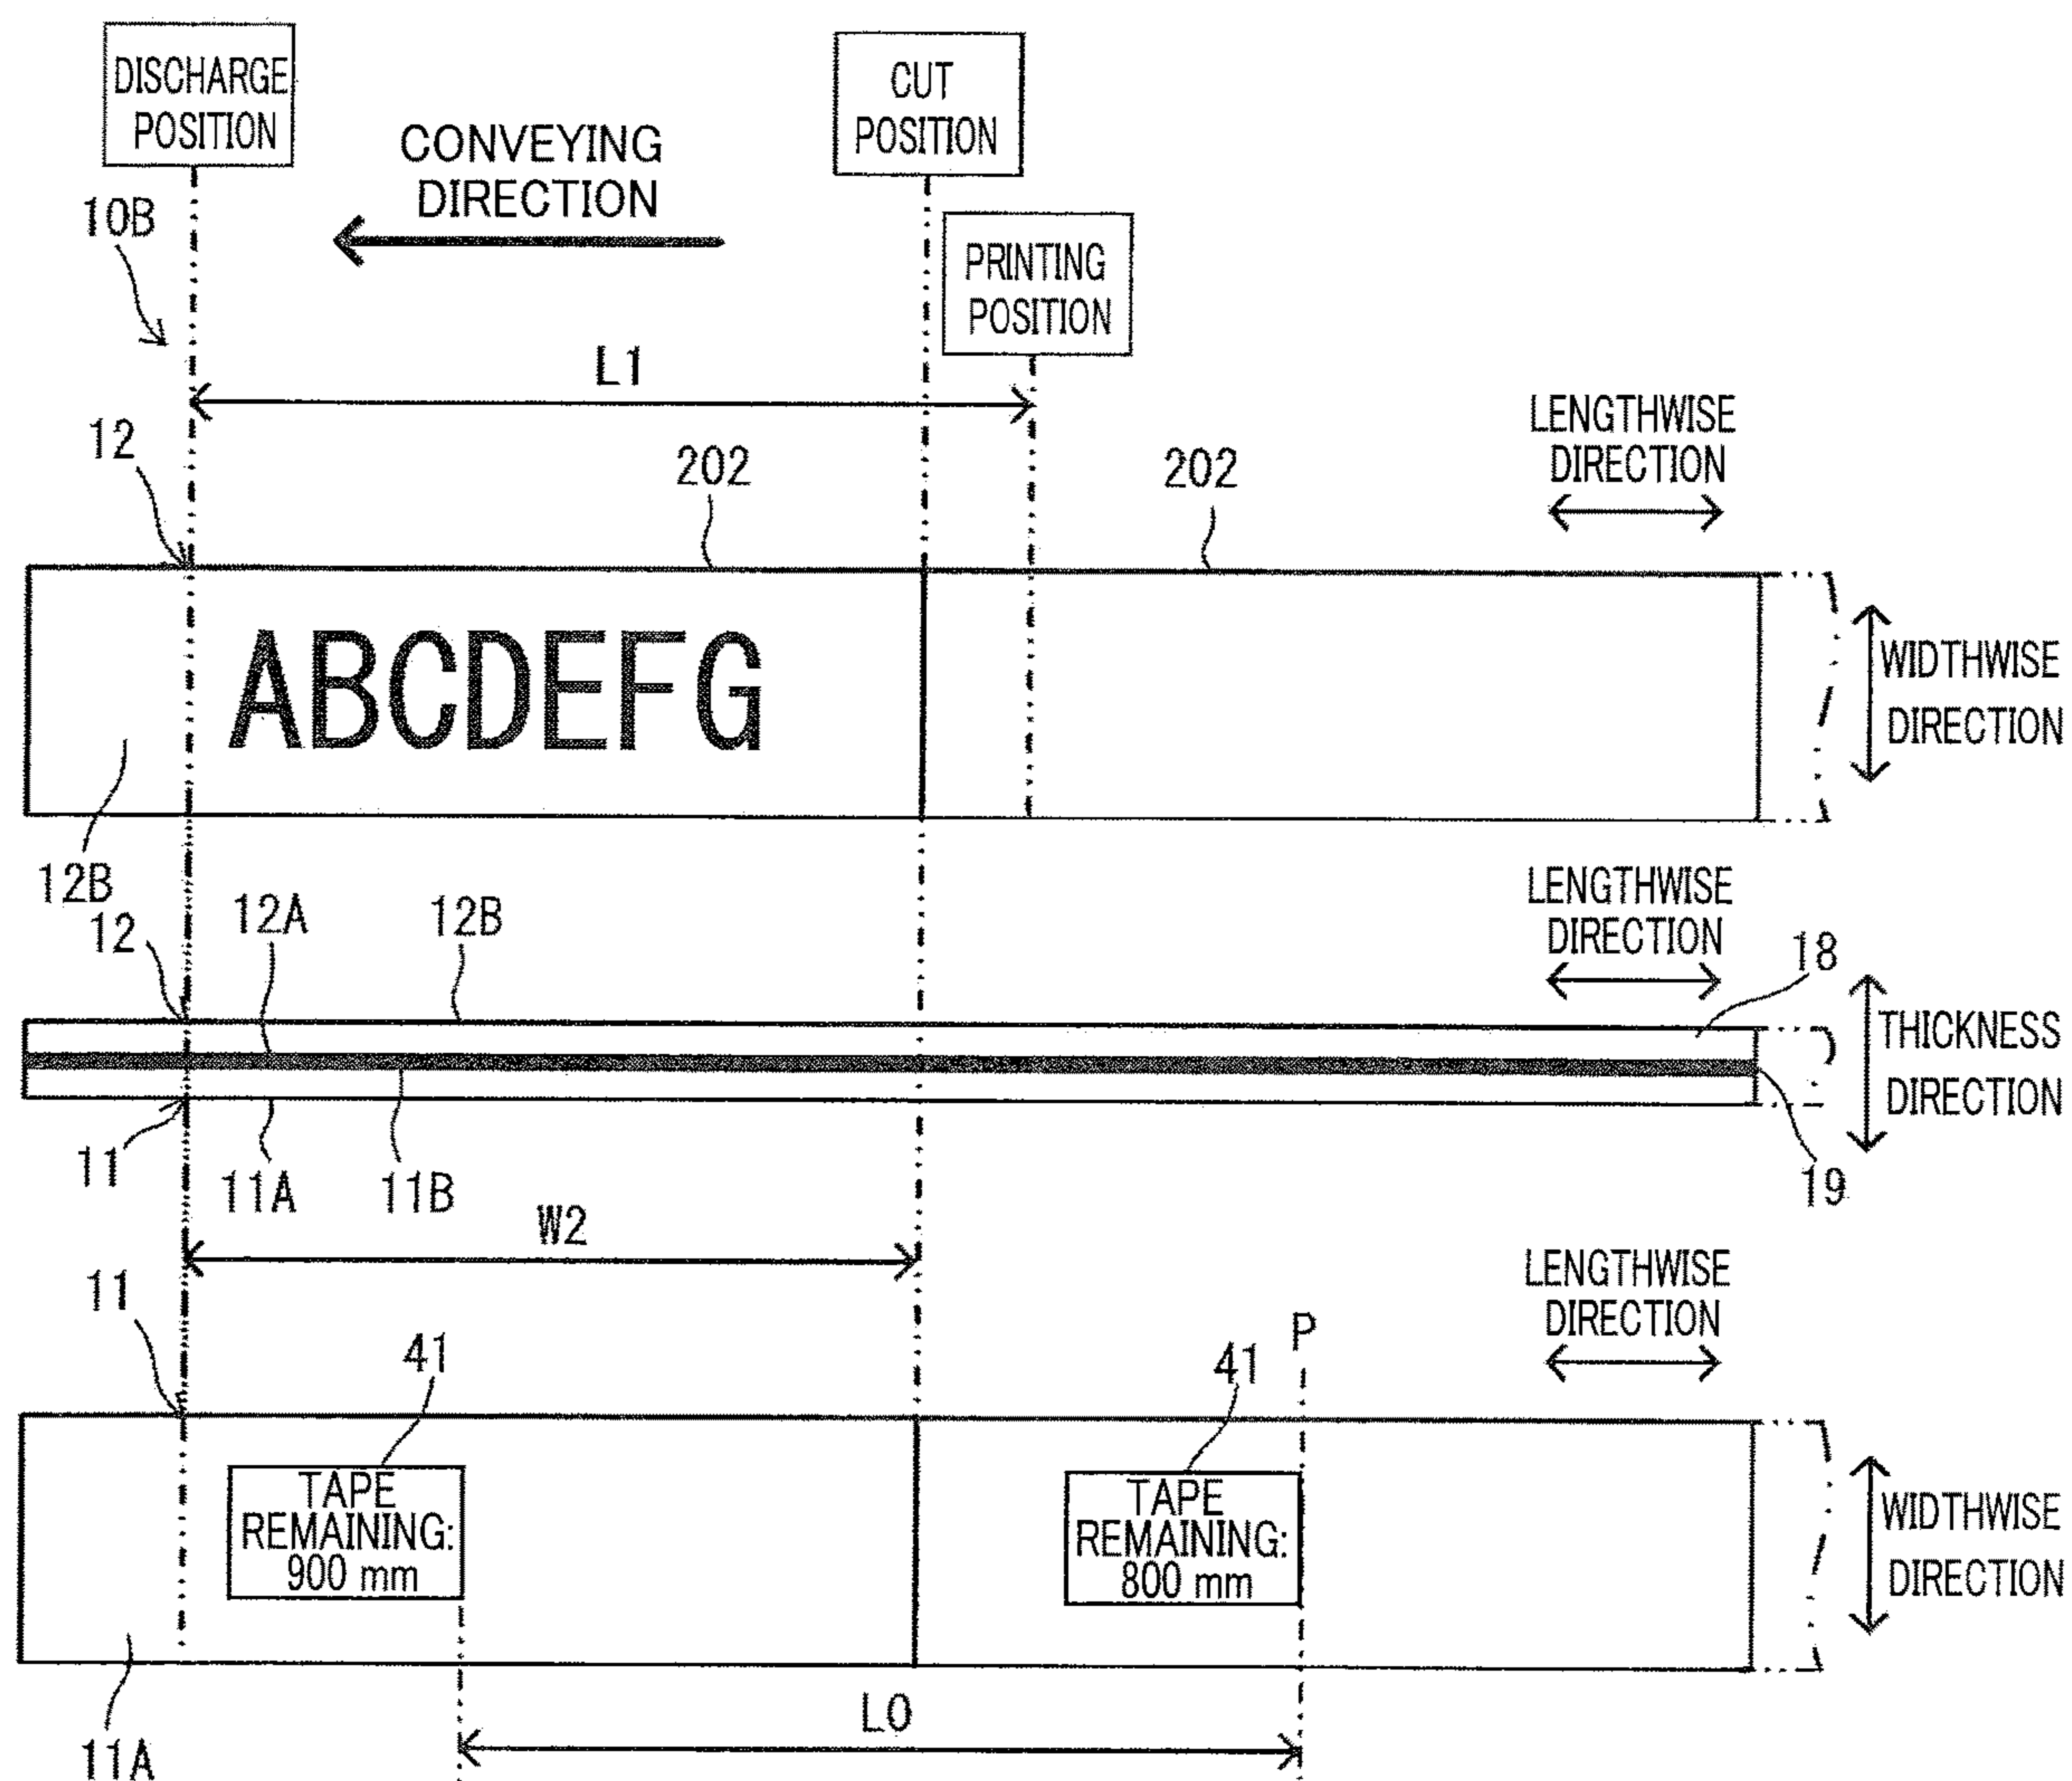 DISCHARGE
POSITION
CUT
POSITION
CONVEYING
DIRECTION
10B
PRINTING
POSITION
L1
LENGTHWISE
DIRECTION
12
202
202
ABCDEFG
WIDTHWISE
DIRECTION
12B
12
12A
12B
LENGTHWISE
DIRECTION
18
THICKNESS
DIRECTION
11
11A
11B
19
W2
LENGTHWISE
DIRECTION
11
41
41
P
TAPE
REMAINING:
900 mm
TAPE
REMAINING:
800 mm
WIDTHWISE
DIRECTION
11A
L0